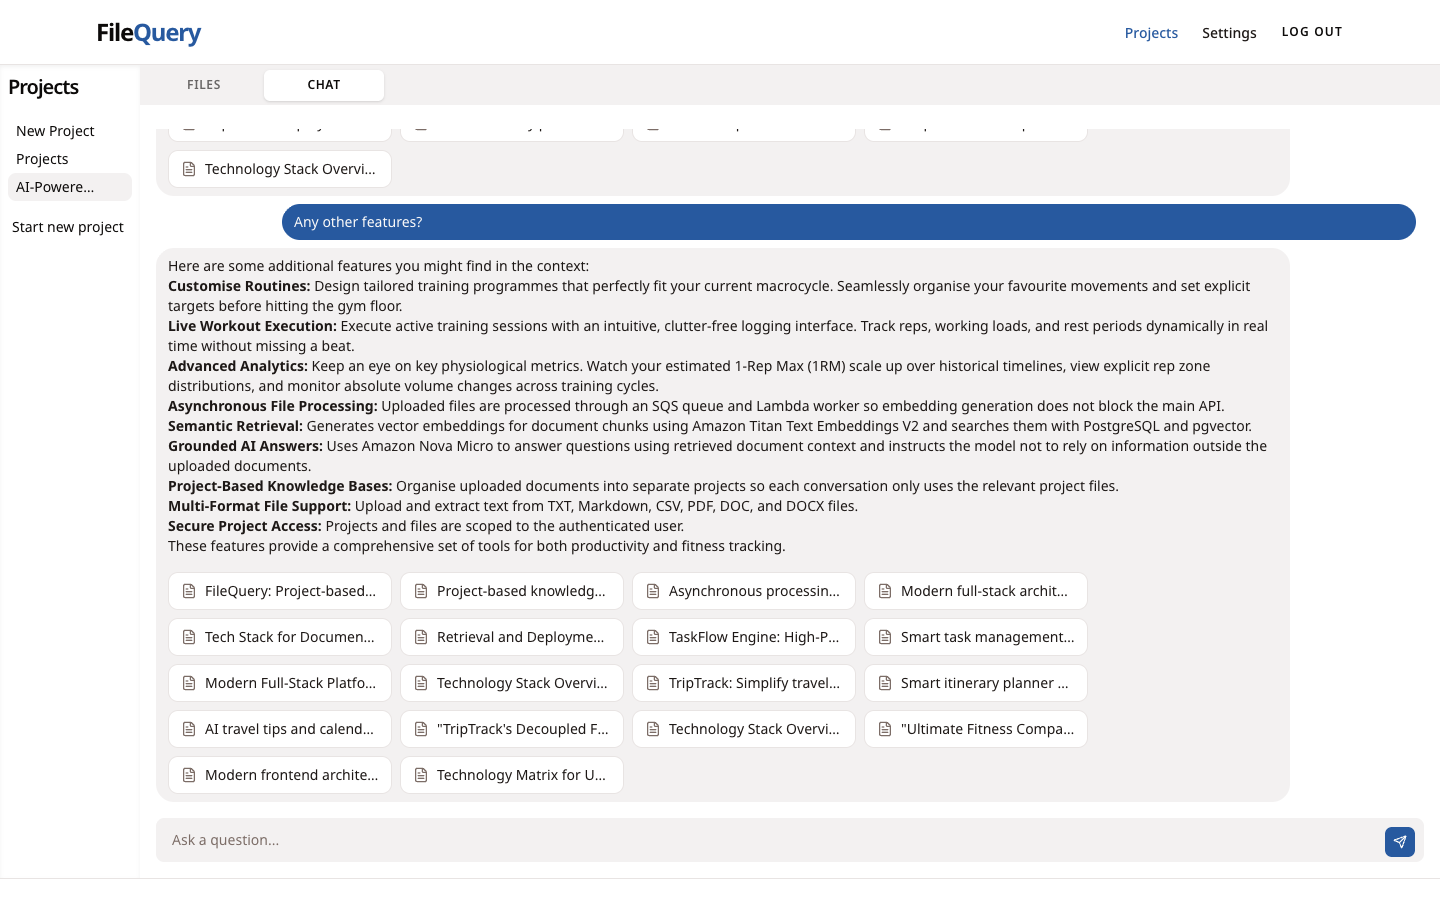 FileQuery
Projects
Settings
LOG OUT
Projects
New Project
Projects
AI-Powere...
Start new project
FILES
CHAT
Technology Stack Overvi...
Any other features?
Here are some additional features you might find in the context:
Customise Routines: Design tailored training programmes that perfectly fit your current macrocycle. Seamlessly organise your favourite movements and set explicit
targets before hitting the gym floor.
Live Workout Execution: Execute active training sessions with an intuitive, clutter-free logging interface. Track reps, working loads, and rest periods dynamically in real
time without missing a beat.
Advanced Analytics: Keep an eye on key physiological metrics. Watch your estimated 1-Rep Max (1RM) scale up over historical timelines, view explicit rep zone
distributions, and monitor absolute volume changes across training cycles.
Asynchronous File Processing: Uploaded files are processed through an SQS queue and Lambda worker so embedding generation does not block the main API.
Semantic Retrieval: Generates vector embeddings for document chunks using Amazon Titan Text Embeddings V2 and searches them with PostgreSQL and pgvector.
Grounded AI Answers: Uses Amazon Nova Micro to answer questions using retrieved document context and instructs the model not to rely on information outside the
uploaded documents.
Project-Based Knowledge Bases: Organise uploaded documents into separate projects so each conversation only uses the relevant project files.
Multi-Format File Support: Upload and extract text from TXT, Markdown, CSV, PDF, DOC, and DOCX files.
Secure Project Access: Projects and files are scoped to the authenticated user.
These features provide a comprehensive set of tools for both productivity and fitness tracking.
FileQuery: Project-based...
Project-based knowledg...
Asynchronous processin...
Modern full-stack archit...
Tech Stack for Documen...
Retrieval and Deployme...
TaskFlow Engine: High-P...
Smart task management...
Modern Full-Stack Platfo...
Technology Stack Overvi...
TripTrack: Simplify travel...
Smart itinerary planner ...
AI travel tips and calend...
"TripTrack's Decoupled F...
Technology Stack Overvi...
"Ultimate Fitness Compa...
Modern frontend archite...
Technology Matrix for U...
Ask a question...